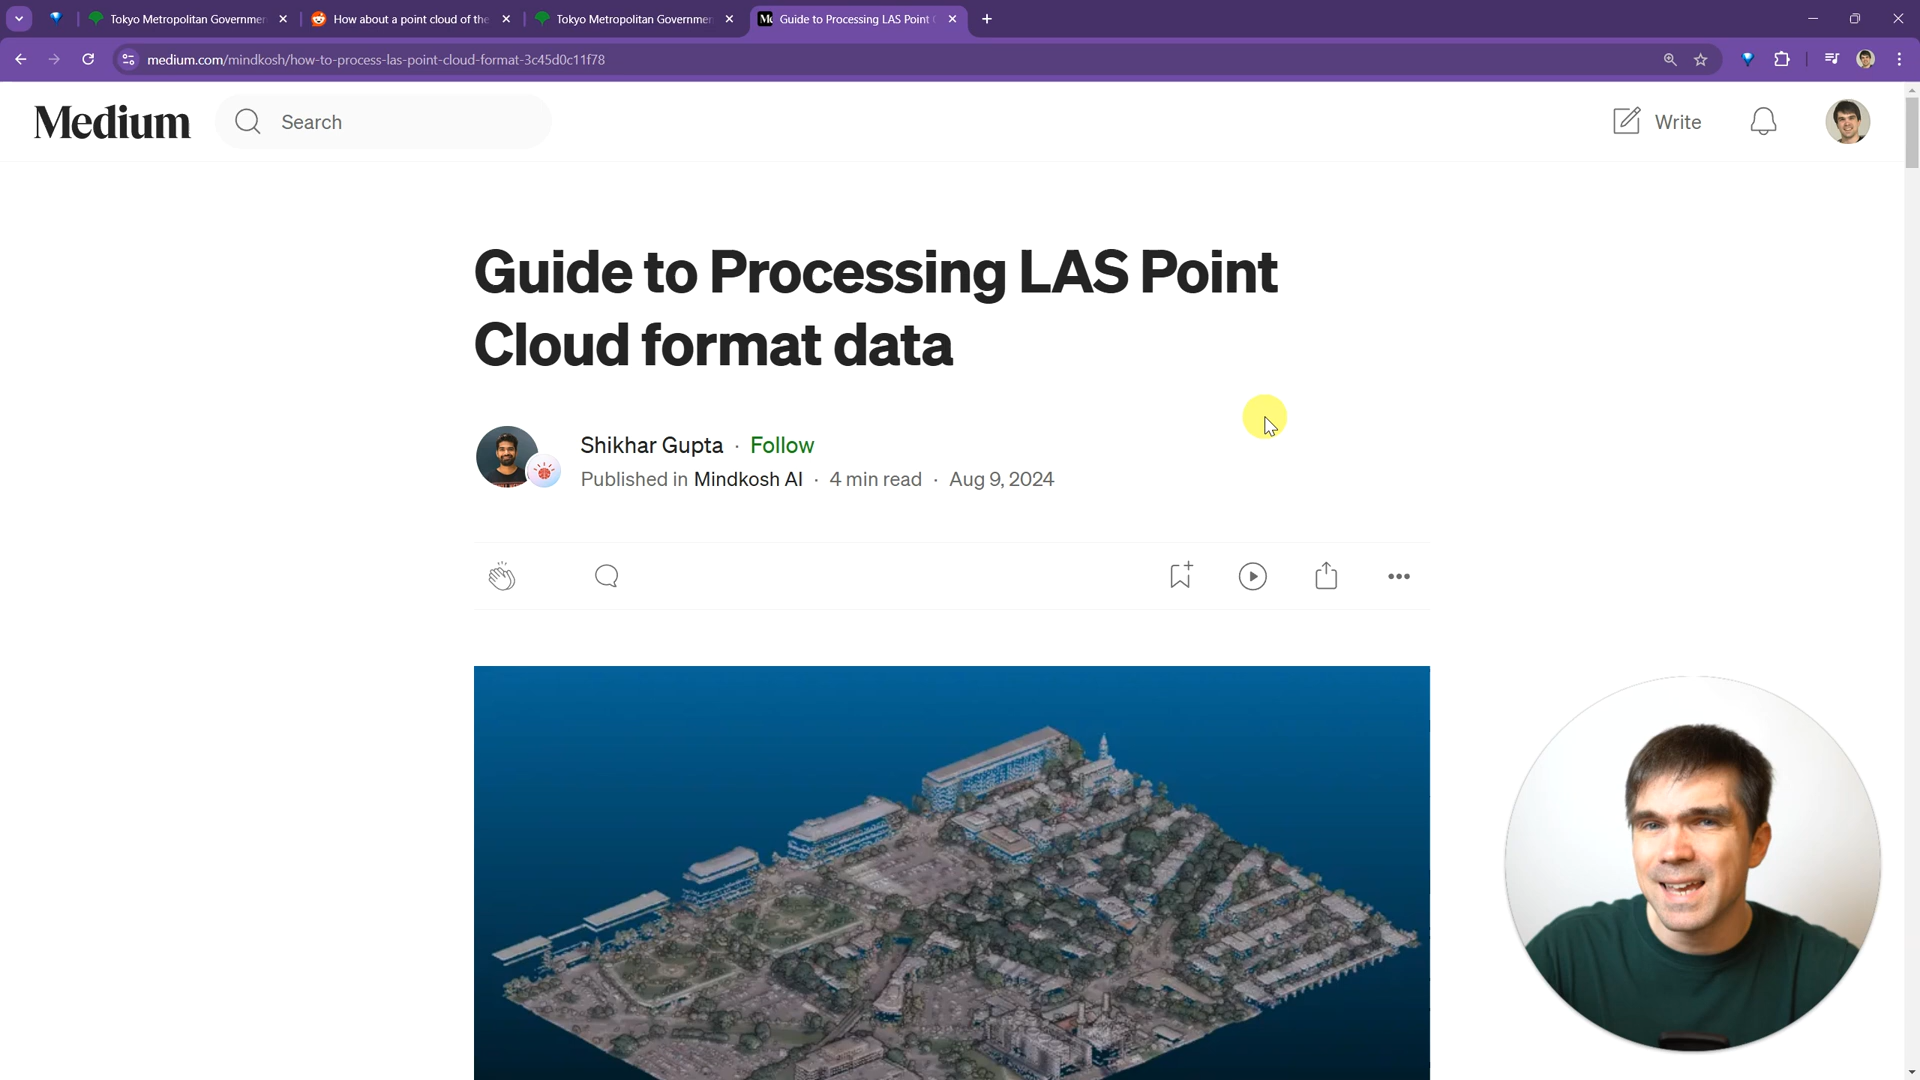 Tokyo Metropolitan Governmen
How about a point cloud of the
Tokyo Metropolitan Governmen
Guide to Processing LAS Point
medium.com/mindkosh/how-to-process-las-point-cloud-format-3c45d0c11f78
Medium
Search
Write
Guide to Processing LAS Point
Cloud format data
Shikhar Gupta · Follow
Published in Mindkosh AI · 4 min read · Aug 9, 2024